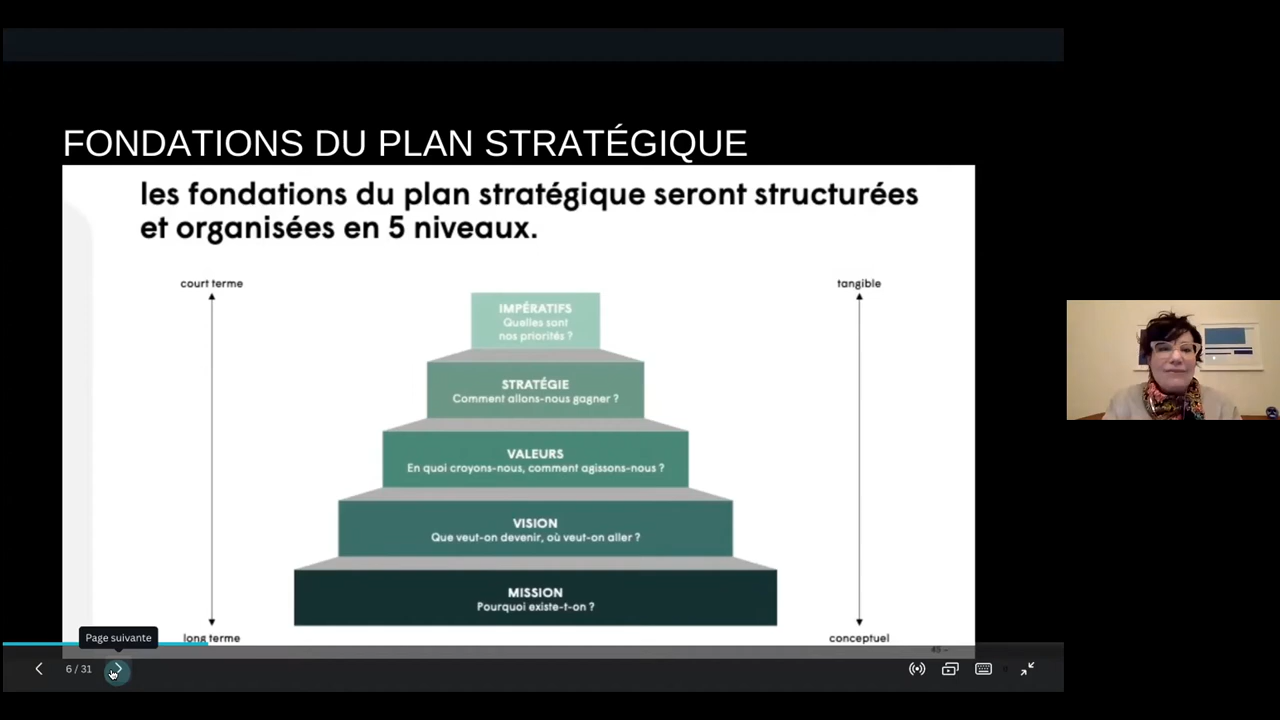 FONDATIONS DU PLAN STRATÉGIQUE
les fondations du plan stratégique seront structurées
et organisées en 5 niveaux.
court terme
tangible
IMPÉRATIFS
Quelles sont
nos priorités ?
STRATÉGIE
Comment allons-nous gagner ?
VALEURS
En quoi croyons-nous, comment agissons-nous ?
VISION
Que veut-on devenir, où veut-on aller ?
MISSION
Pourquoi existe-t-on ?
long terme
conceptuel
Page suivante
6 / 31